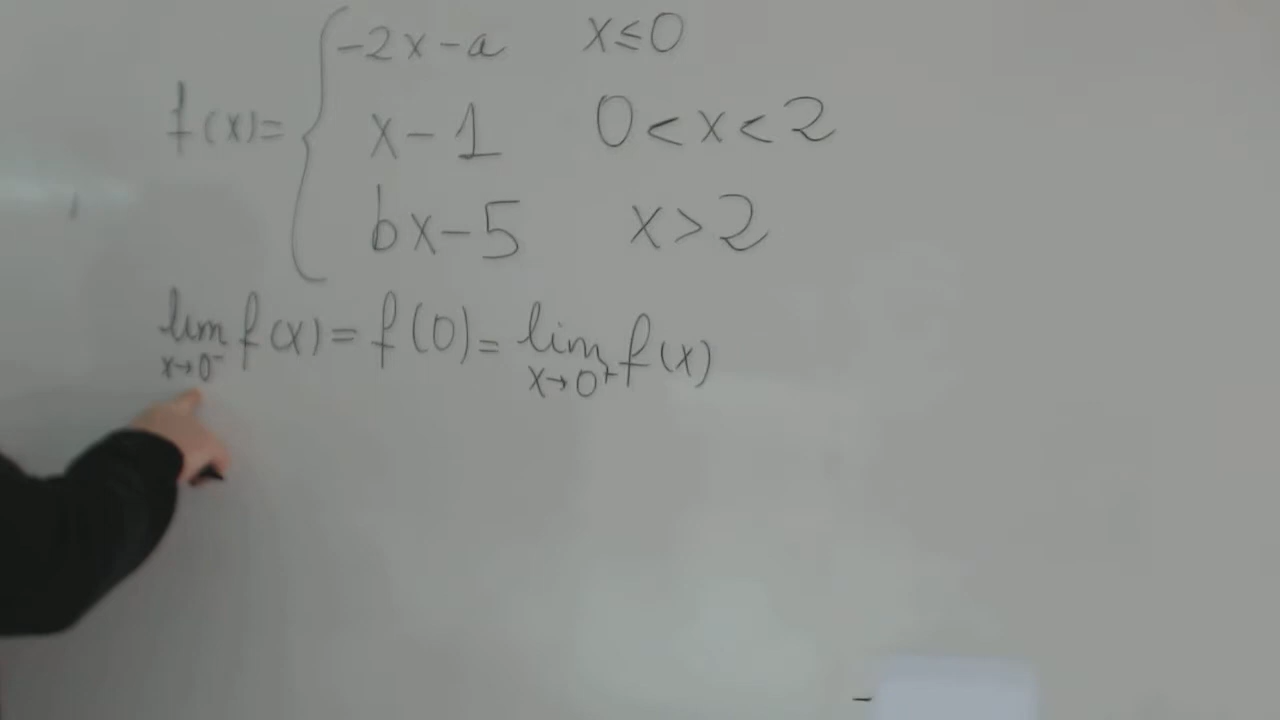 -2x-a x≤0
f(x)= { x-1 0<x<2
bx-5 x>2
lim x→0⁻ f(x) = f(0) = lim x→0⁺ f(x)